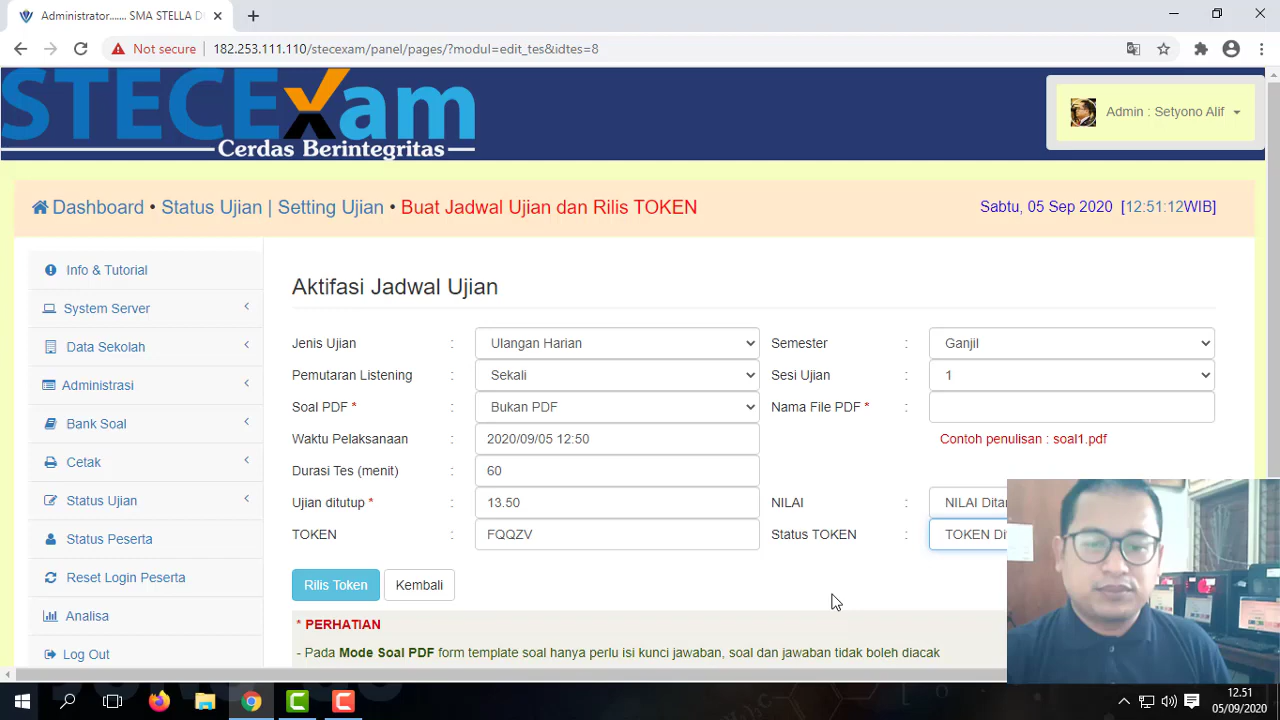 Administrator....... SMA STELLA D
Not secure
182.253.111.110/stecexam/panel/pages/?modul=edit_tes&idtes=8
STECExam
Cerdas Berintegritas
Admin : Setyono Alif
Dashboard • Status Ujian | Setting Ujian • Buat Jadwal Ujian dan Rilis TOKEN
Sabtu, 05 Sep 2020 [12:51:12WIB]
Info & Tutorial
System Server
Data Sekolah
Administrasi
Bank Soal
Cetak
Status Ujian
Status Peserta
Reset Login Peserta
Analisa
Log Out
Aktifasi Jadwal Ujian
Jenis Ujian : Ulangan Harian Semester : Ganjil
Pemutaran Listening : Sekali Sesi Ujian : 1
Soal PDF * : Bukan PDF Nama File PDF * :
Waktu Pelaksanaan : 2020/09/05 12:50 Contoh penulisan : soal1.pdf
Durasi Tes (menit) : 60
Ujian ditutup * : 13.50 NILAI : NILAI Dita
TOKEN : FQQZV Status TOKEN : TOKEN Di
Rilis Token Kembali
* PERHATIAN
- Pada Mode Soal PDF form template soal hanya perlu isi kunci jawaban, soal dan jawaban tidak boleh diacak
12.51
05/09/2020